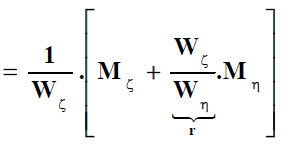 = 1/W_ζ . [ M_ζ + W_ζ/W_η . M_η ]
r